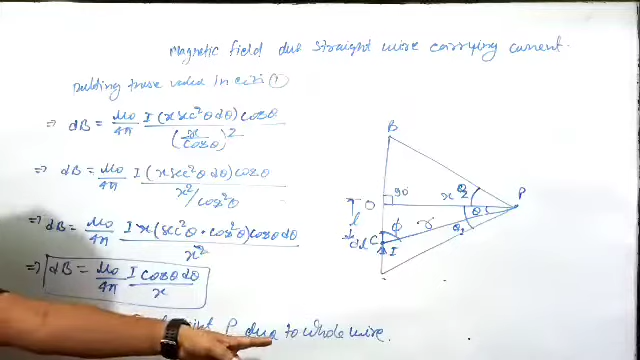 Magnetic field due straight wire carrying current.
Putting these value in eqn (1)
⇒ dB = μ0/4π I (x sec²θ dθ) cosθ / (x/cosθ)²
⇒ dB = μ0/4π I (x sec²θ dθ) cosθ / x²/cos²θ
⇒ dB = μ0/4π I x (sec²θ · cos²θ) cosθ dθ / x²
⇒ dB = μ0/4π I cosθ dθ / x
P due to whole wire.
B
O 90 x θ2 P
l θ
dl C φ r θ1
I